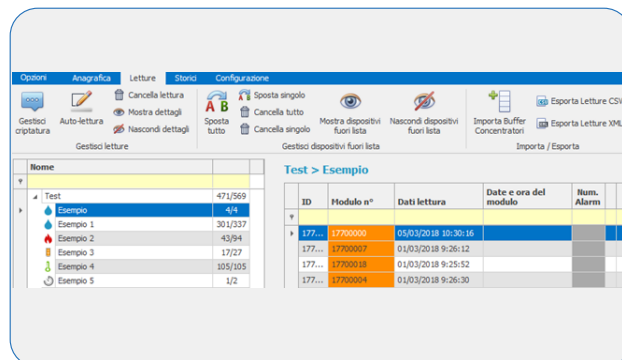 Opzioni Anagrafica Letture Storici Configurazione
Gestisci criptatura
Auto-lettura
Cancella lettura
Mostra dettagli
Nascondi dettagli
Gestisci letture
A B
Sposta tutto
Sposta singolo
Cancella tutto
Cancella singolo
Mostra dispositivi fuori lista
Nascondi dispositivi fuori lista
Gestisci dispositivi fuori lista
Importa Buffer Concentratori
Esporta Letture CSV
Esporta Letture XML
Importa / Esporta
Nome
Test 471/569
Esempio 4/4
Esempio 1 301/337
Esempio 2 43/94
Esempio 3 17/27
Esempio 4 105/105
Esempio 5 1/2
Test > Esempio
ID Modulo n° Dati lettura Date e ora del modulo Num. Alarm
177... 17700000 05/03/2018 10:30:16
177... 17700007 01/03/2018 9:26:12
177... 17700018 01/03/2018 9:25:52
177... 17700004 01/03/2018 9:26:30